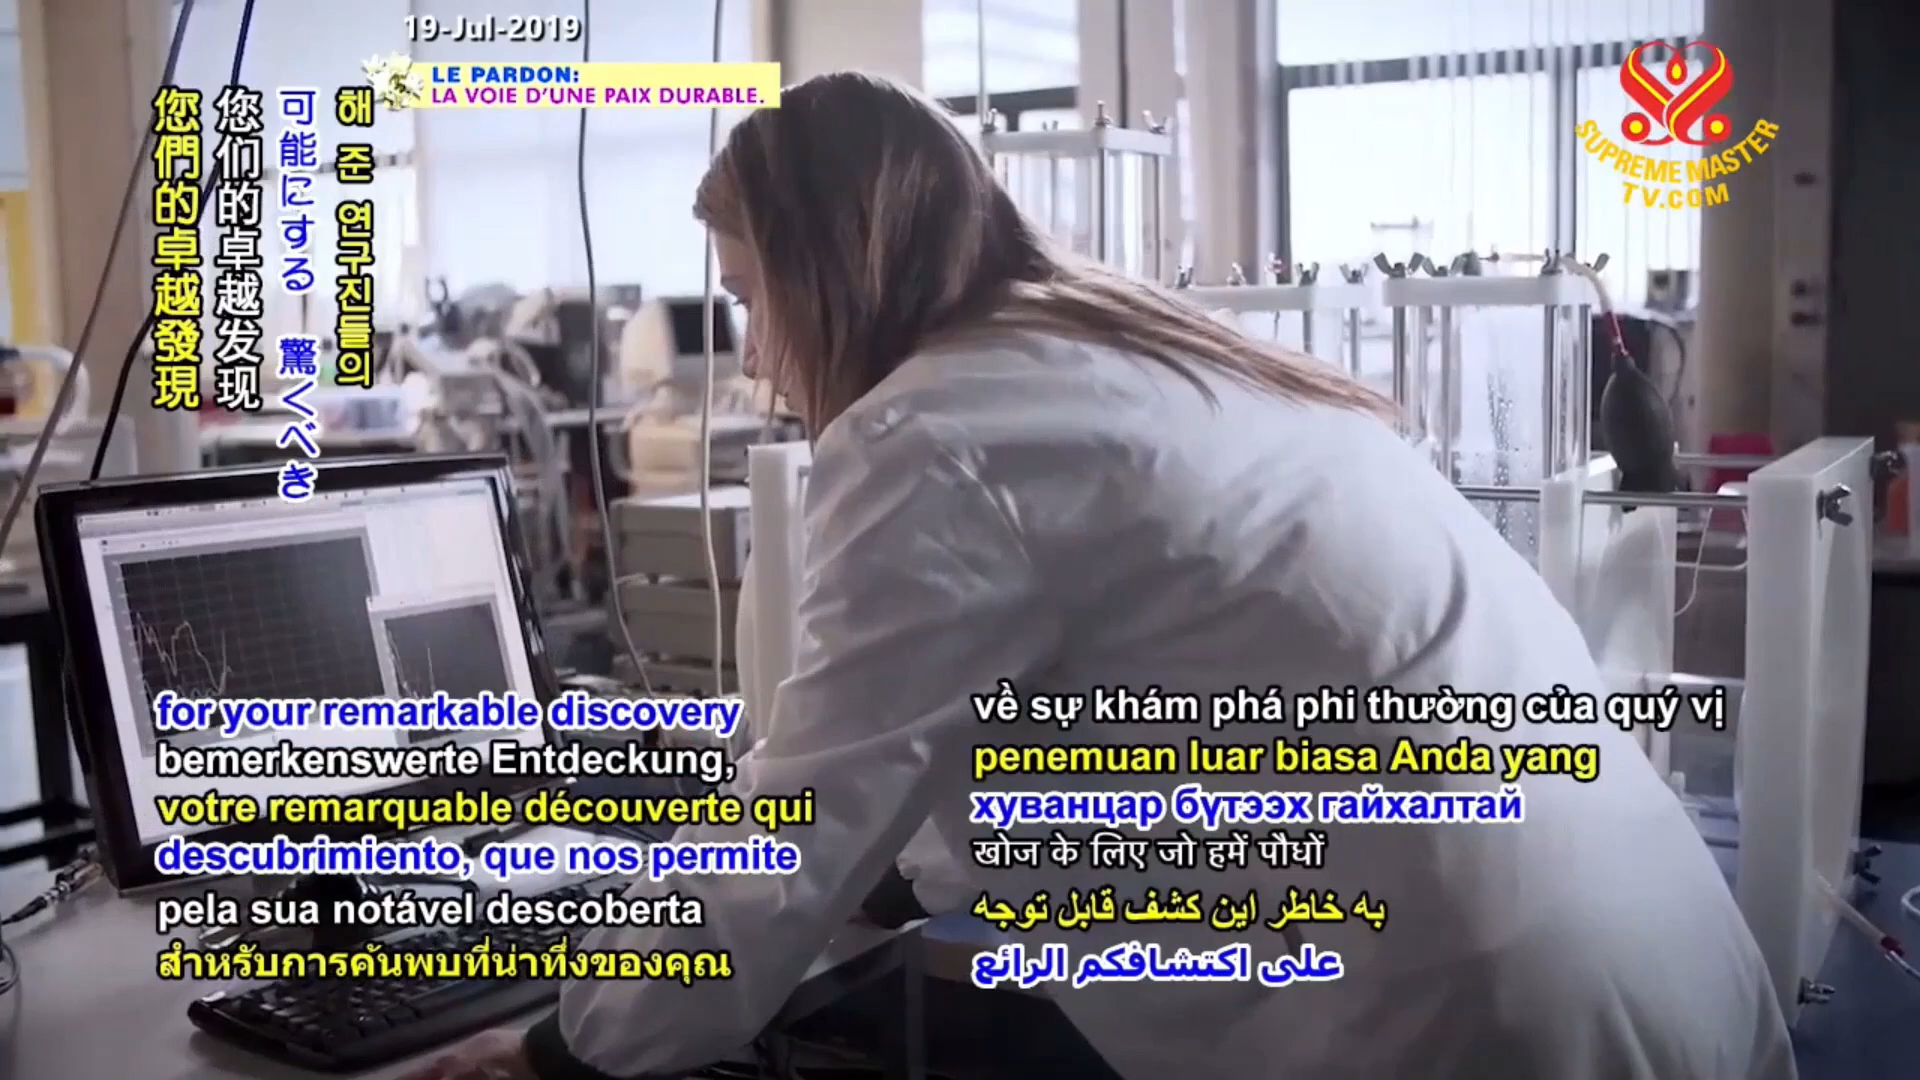 19-Jul-2019
LE PARDON:
LA VOIE D'UNE PAIX DURABLE.
SUPREME MASTER
TV.COM
您們的卓越發現
您们的卓越发现
可能にする 驚くべき
해 준 연구진들의
for your remarkable discovery
bemerkenswerte Entdeckung,
votre remarquable découverte qui
descubrimiento, que nos permite
pela sua notável descoberta
สำหรับการค้นพบที่น่าทึ่งของคุณ
về sự khám phá phi thường của quý vị
penemuan luar biasa Anda yang
хуванцар бүтээх гайхалтай
खोज के लिए जो हमें पौधों
به خاطر این کشف قابل توجه
على اكتشافكم الرائع